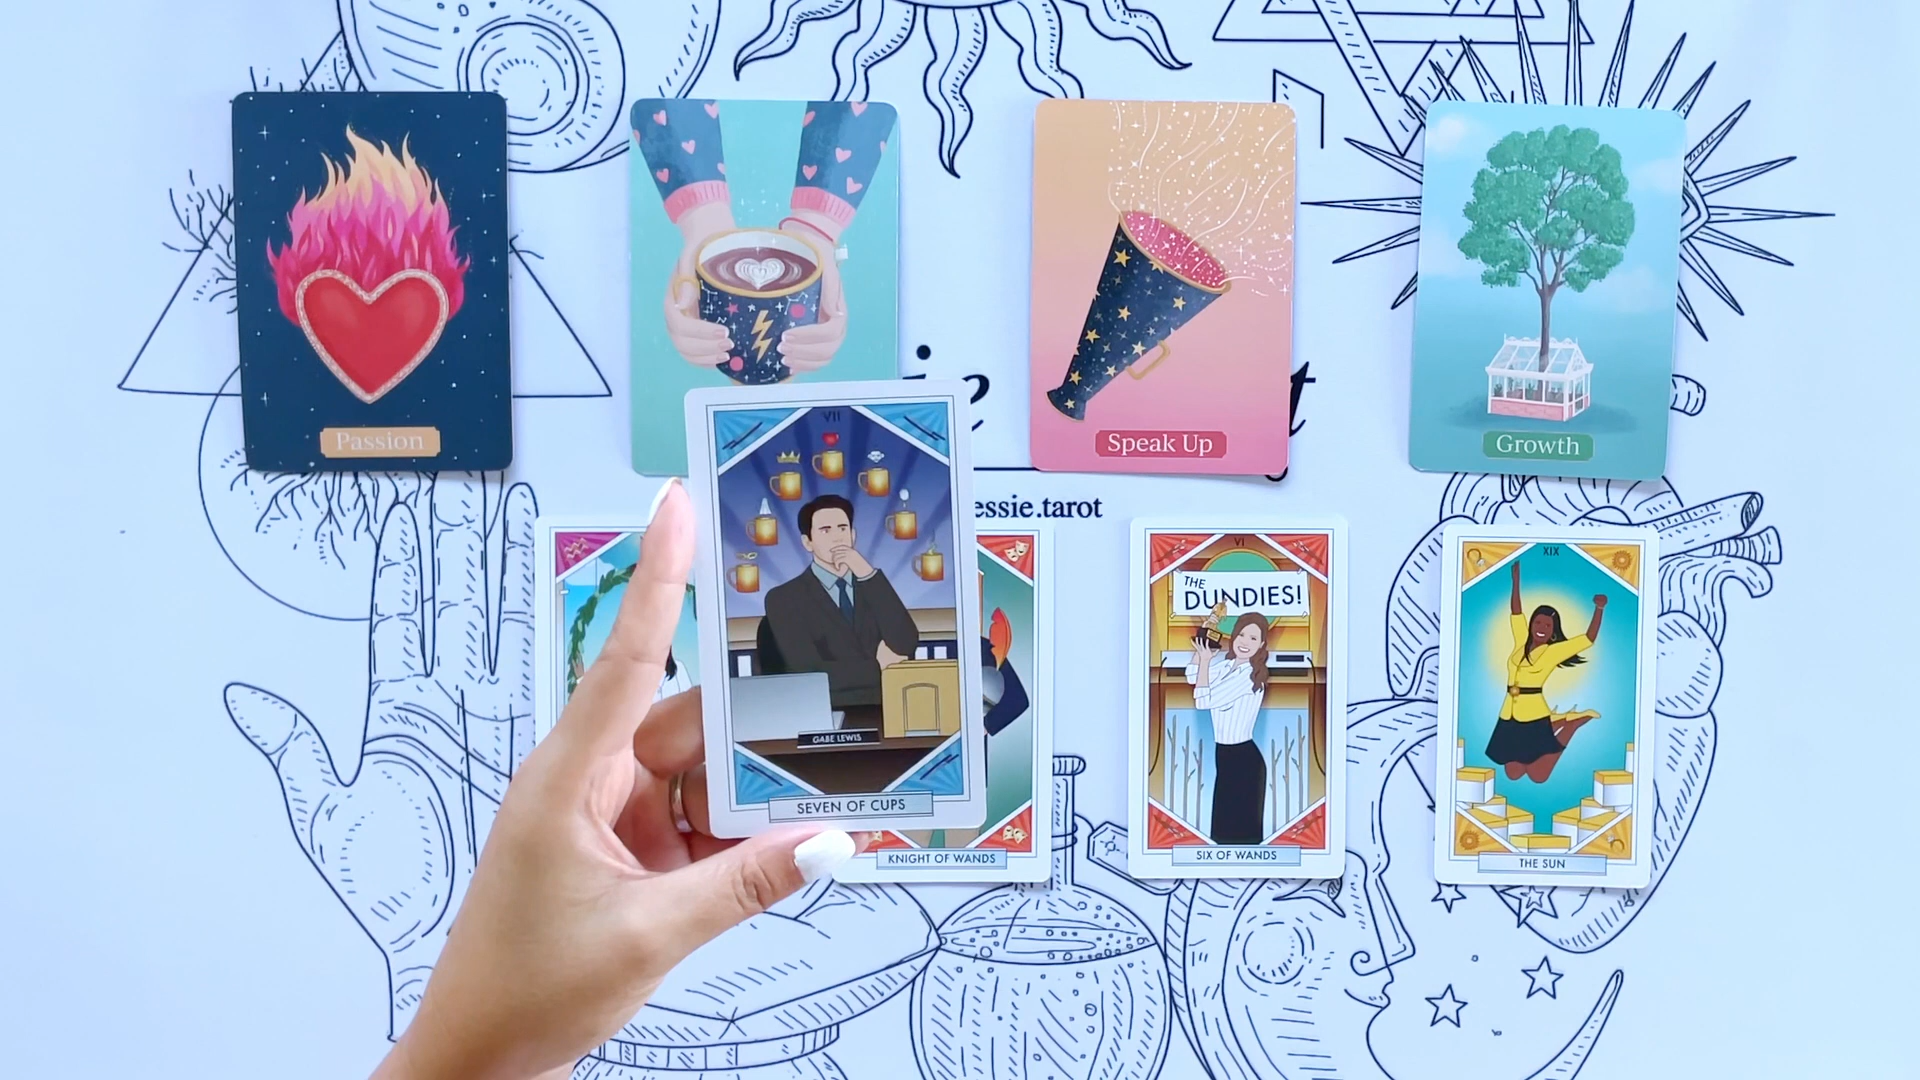 Passion
Speak Up
Growth
essie.tarot
VII
GABE LEWIS
SEVEN OF CUPS
KNIGHT OF WANDS
VI
THE
DUNDIES!
SIX OF WANDS
XIX
THE SUN